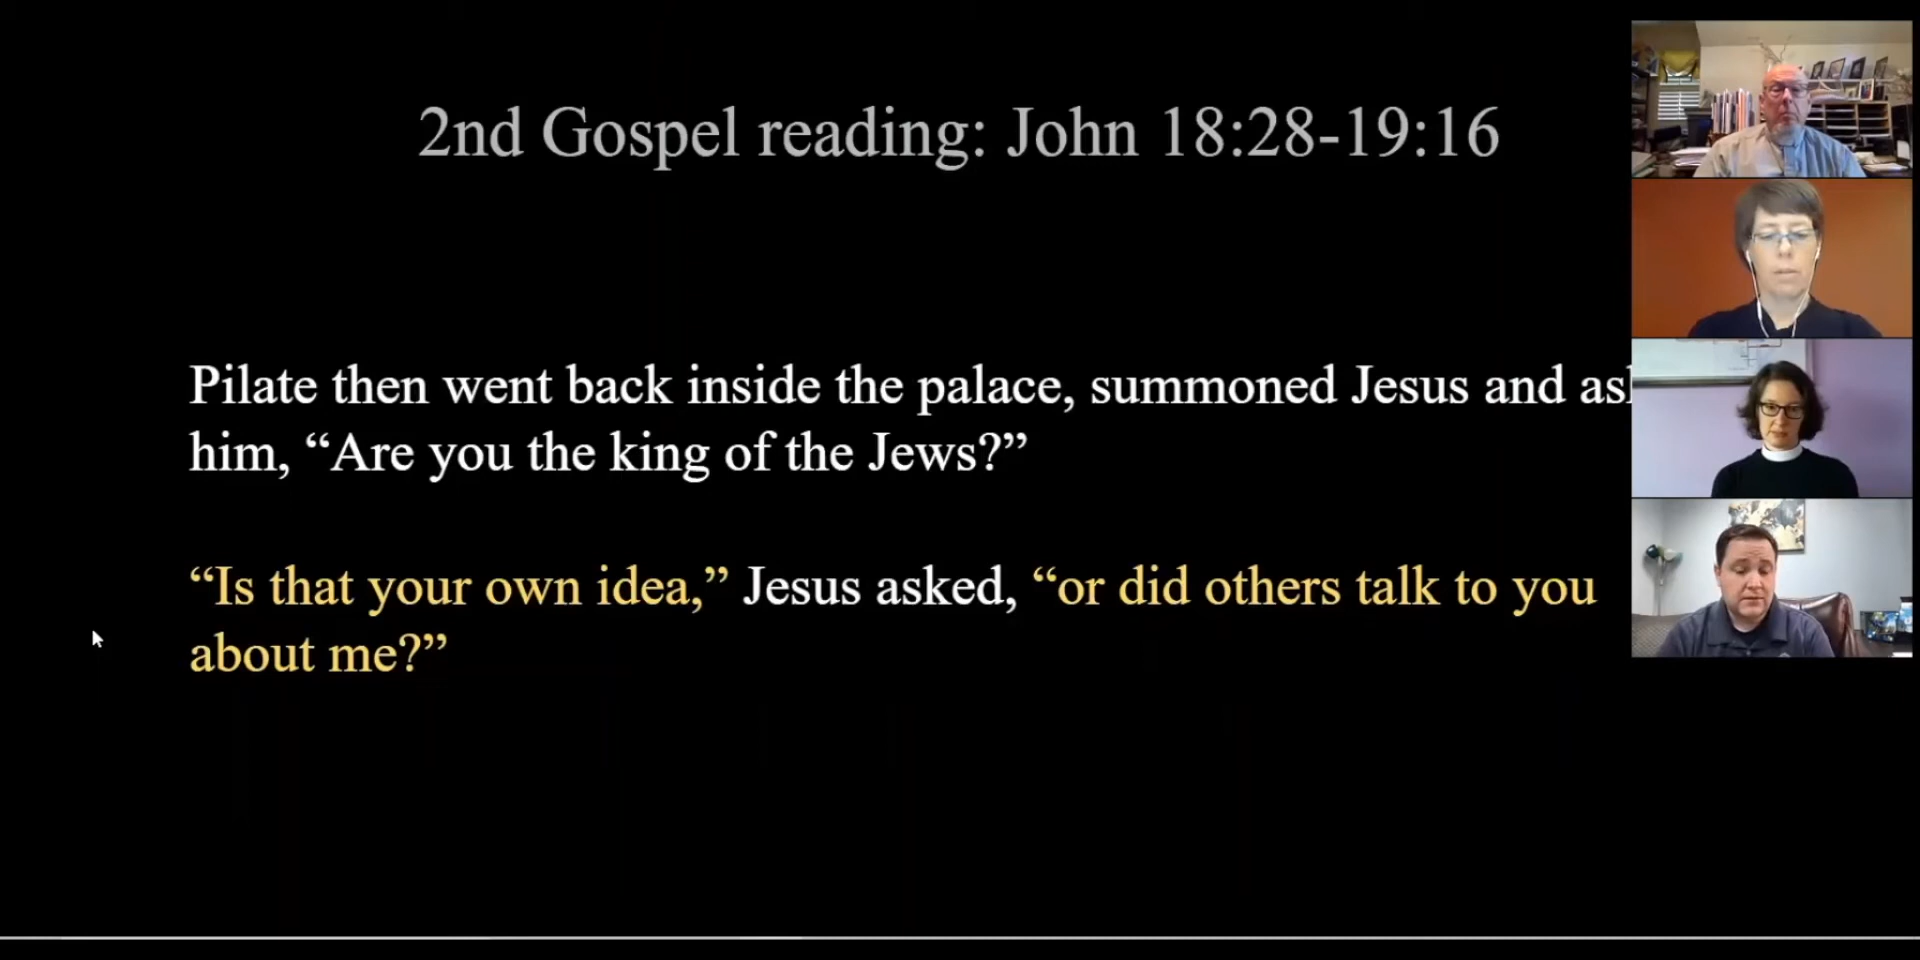 2nd Gospel reading: John 18:28-19:16
Pilate then went back inside the palace, summoned Jesus and
him, “Are you the king of the Jews?”
“Is that your own idea,” Jesus asked, “or did others talk to you
about me?”